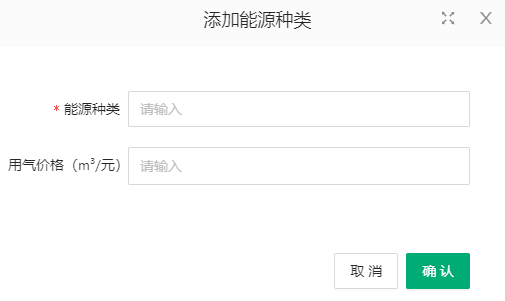 添加能源种类
* 能源种类 请输入
用气价格（m³/元） 请输入
取 消 确 认